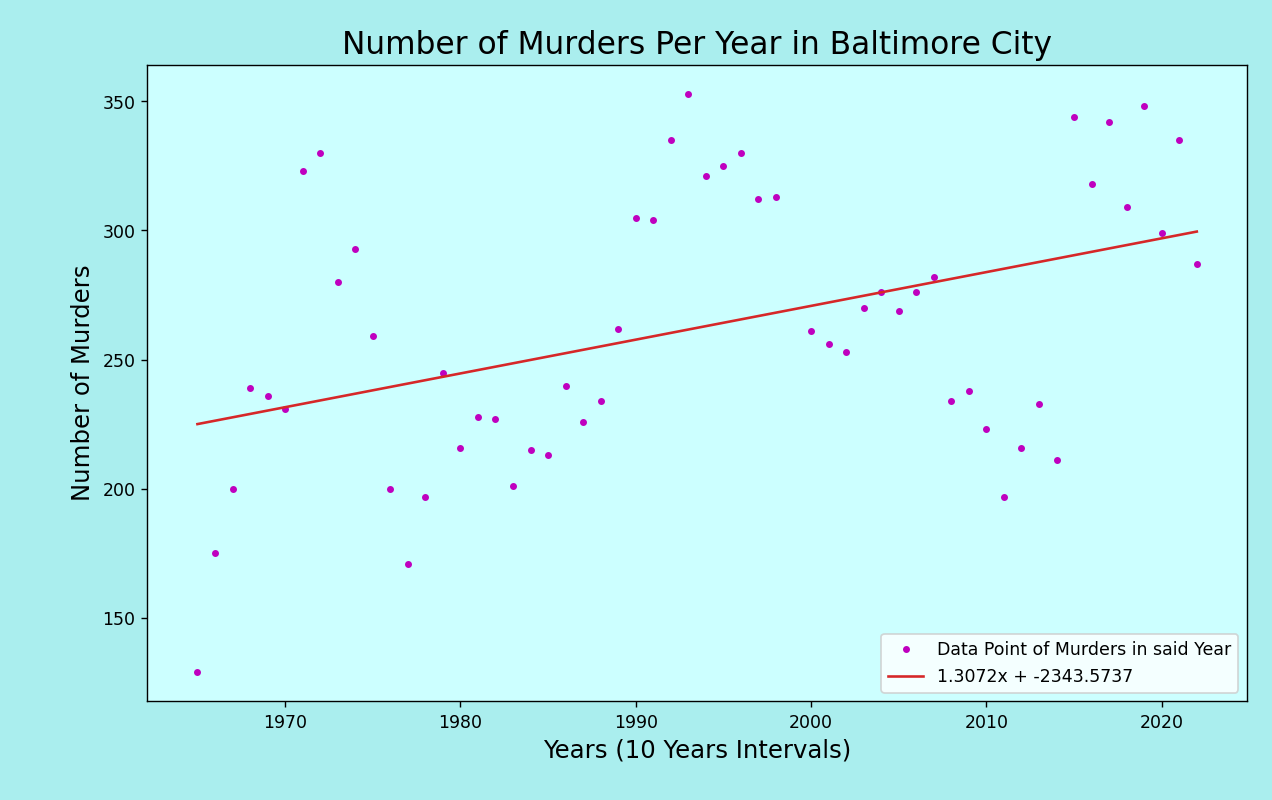 Number of Murders Per Year in Baltimore City
Number of Murders
350
300
250
200
150
1970 1980 1990 2000 2010 2020
Years (10 Years Intervals)
Data Point of Murders in said Year
1.3072x + -2343.5737